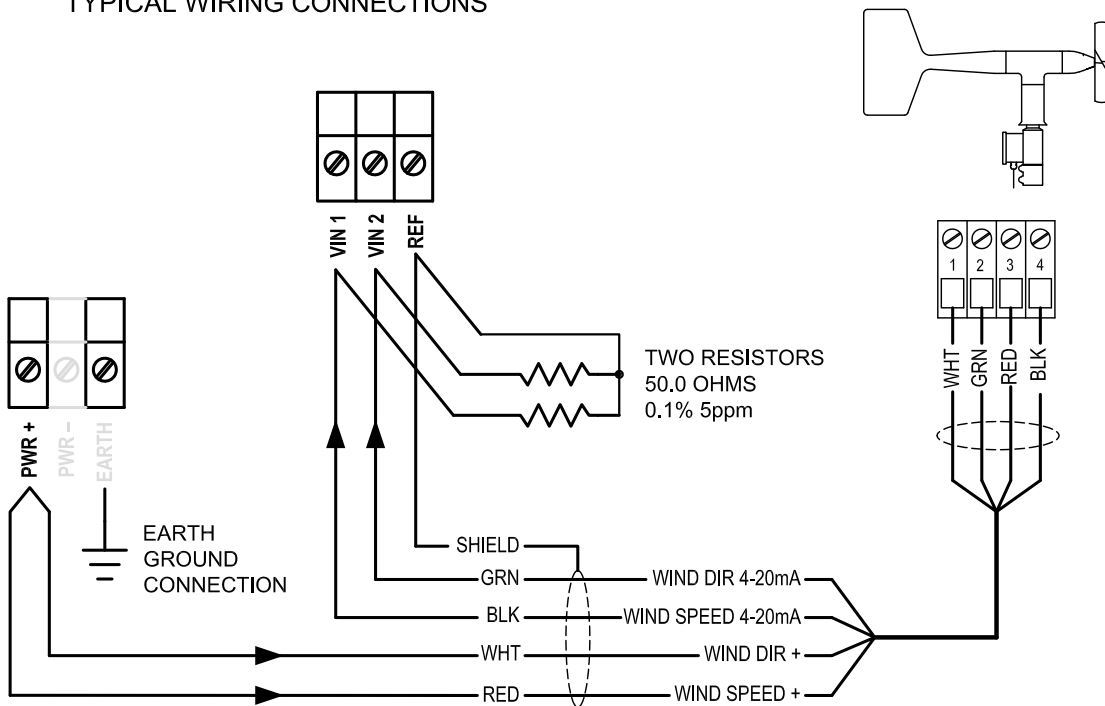 TYPICAL WIRING CONNECTIONS
VIN 1
VIN 2
REF
1
2
3
4
WHT
GRN
RED
BLK
TWO RESISTORS
50.0 OHMS
0.1% 5ppm
PWR +
PWR –
EARTH
EARTH
GROUND
CONNECTION
SHIELD
GRN WIND DIR 4-20mA
BLK WIND SPEED 4-20mA
WHT WIND DIR +
RED WIND SPEED +